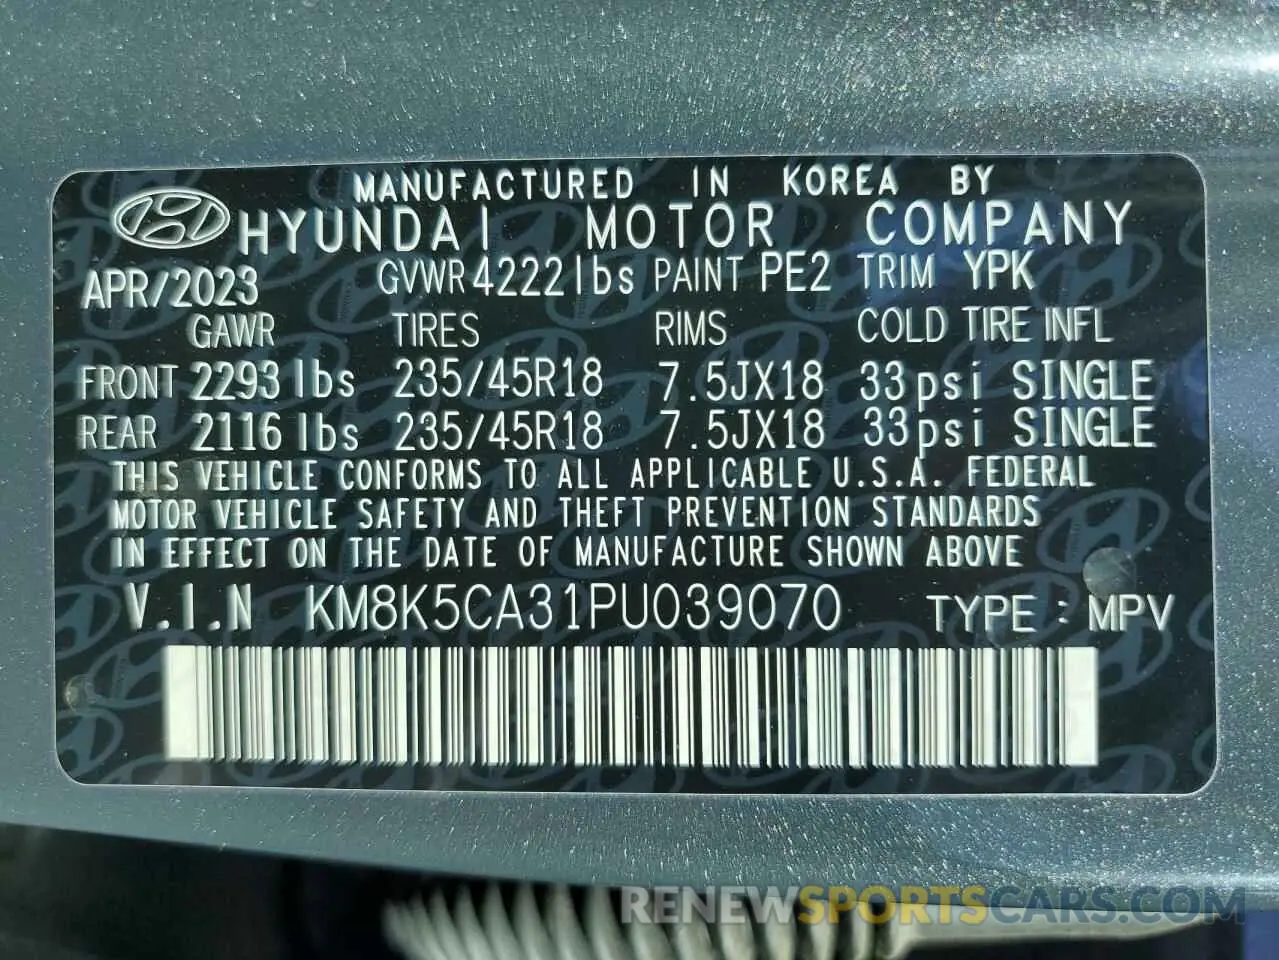 MANUFACTURED IN KOREA BY
HYUNDAI MOTOR COMPANY
APR/2023 GVWR 4222lbs PAINT PE2 TRIM YPK
GAWR TIRES RIMS COLD TIRE INFL
FRONT 2293lbs 235/45R18 7.5JX18 33psi SINGLE
REAR 2116lbs 235/45R18 7.5JX18 33psi SINGLE
THIS VEHICLE CONFORMS TO ALL APPLICABLE U.S.A. FEDERAL
MOTOR VEHICLE SAFETY AND THEFT PREVENTION STANDARDS
IN EFFECT ON THE DATE OF MANUFACTURE SHOWN ABOVE
V.I.N KM8K5CA31PU039070 TYPE : MPV
RENEWSPORTSCARS.COM